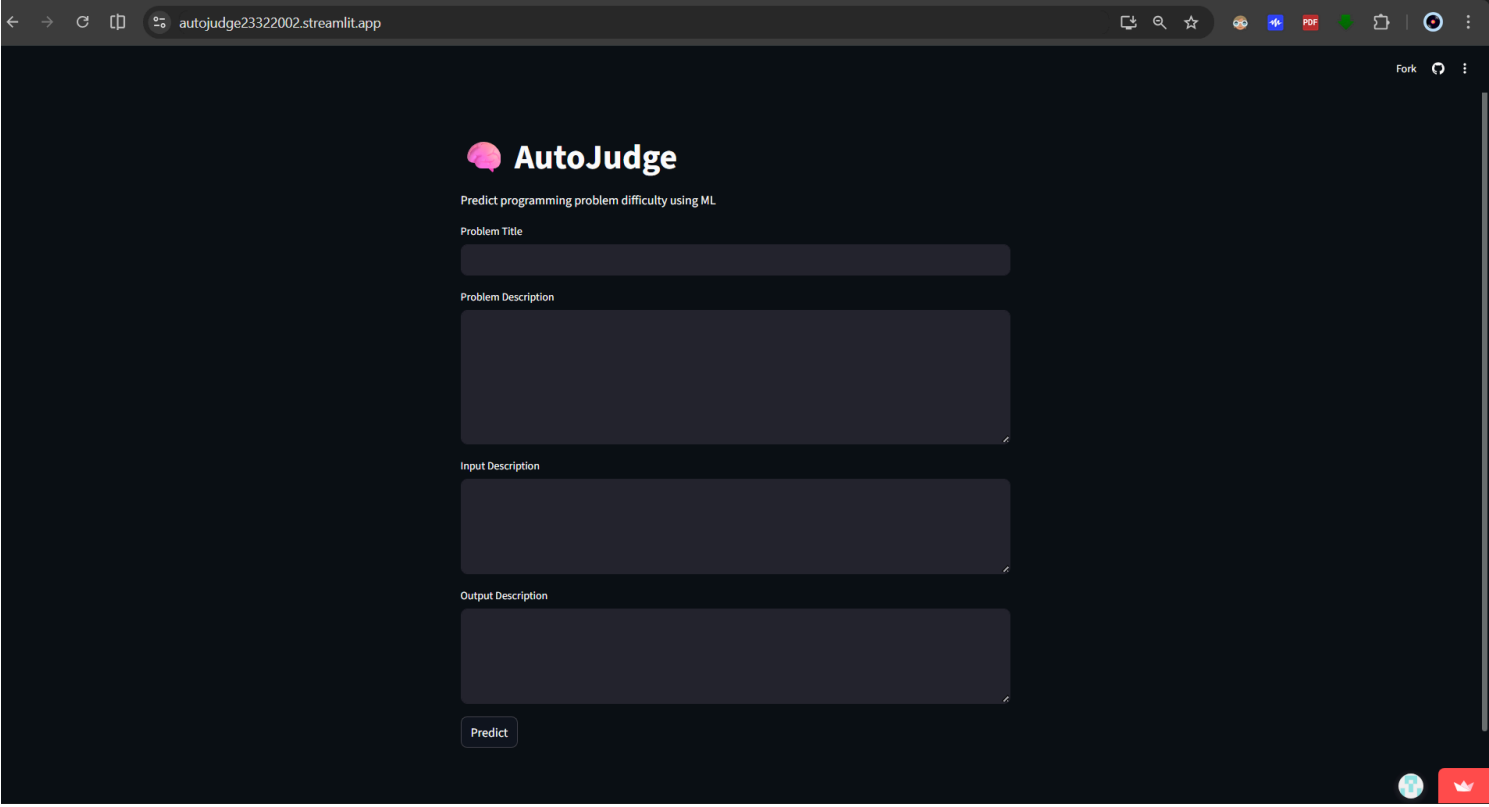 autojudge23322002.streamlit.app
PDF
Fork
AutoJudge
Predict programming problem difficulty using ML
Problem Title
Problem Description
Input Description
Output Description
Predict